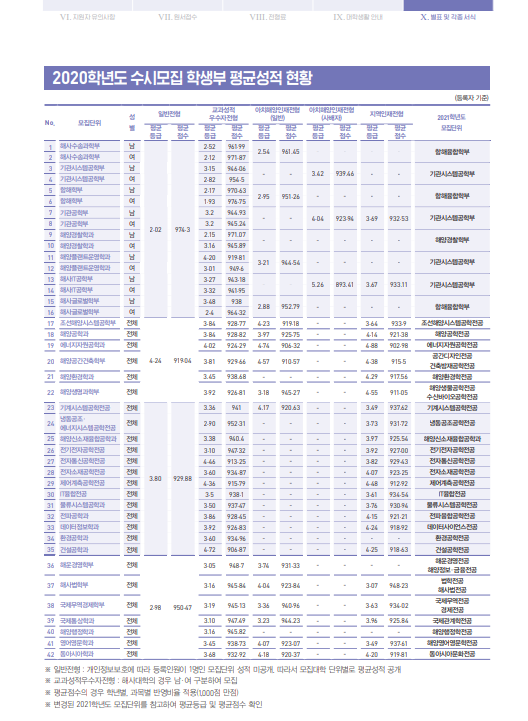 VI. 지원자 유의사항 VII. 원서접수 VIII. 전형료 IX. 대학생활 안내 X. 별표 및 각종 서식
2020학년도 수시모집 학생부 평균성적 현황
(등록자 기준)
No. 모집단위 성별 일반전형 교과성적우수자전형 아치해양인재전형(일반) 아치해양인재전형(사배자) 지역인재전형 2021학년도 모집단위
평균등급 평균점수 평균등급 평균점수 평균등급 평균점수 평균등급 평균점수 평균등급 평균점수
1 해사수송과학부 남 2.02 974.3 2.52 961.99 2.54 961.45 - - - - 항해융합학부
2 해사수송과학부 여 2.12 971.87
3 기관시스템공학부 남 3.15 946.06 - - 3.42 939.46 - - 기관시스템공학부
4 기관시스템공학부 여 2.82 954.5
5 항해학부 남 2.17 970.63 2.95 951.26 - - - - 항해융합학부
6 항해학부 여 1.93 976.75
7 기관공학부 남 3.2 944.93 - - 4.04 923.94 3.69 932.53 기관시스템공학부
8 기관공학부 여 3.2 945.24
9 해양경찰학과 남 2.15 971.07 - - - - - - 해양경찰학부
10 해양경찰학과 여 3.16 945.89
11 해양플랜트운영학과 남 4.20 919.81 3.21 944.54 - - - - 기관시스템공학부
12 해양플랜트운영학과 여 3.01 949.6
13 해사IT공학부 남 3.27 943.18 - - 5.26 893.41 3.67 933.11 기관시스템공학부
14 해사IT공학부 여 3.32 941.95
15 해사글로벌학부 남 3.48 938 2.88 952.79 - - - - 항해융합학부
16 해사글로벌학부 여 2.4 964.32
17 조선해양시스템공학부 전체 4.24 919.04 3.84 928.77 4.23 919.18 - - 3.64 933.9 조선해양시스템공학전공
18 해양공학과 전체 3.84 928.82 3.97 925.75 - - 4.14 921.38 해양공학전공
19 에너지자원공학과 전체 4.02 924.29 4.74 906.32 - - 4.88 902.98 에너지자원공학전공
20 해양공간건축학부 전체 3.81 929.66 4.57 910.57 - - 4.38 915.5 공간디자인전공
건축방재공학전공
21 해양환경학과 전체 3.45 938.68 - - - - 4.29 917.56 해양환경학전공
22 해양생명과학부 전체 3.92 926.81 3.18 945.27 - - 4.55 911.05 해양생물공학전공
수산바이오공학전공
23 기계시스템공학전공 전체 3.80 929.88 3.36 941 4.17 920.63 - - 3.49 937.62 기계시스템공학전공
24 냉동공조·에너지시스템공학전공 전체 2.90 952.31 - - - - 3.73 931.72 냉동공조공학전공
25 해양신소재융합공학과 전체 3.38 940.4 - - - - 3.97 925.54 해양신소재융합공학과
26 전기전자공학전공 전체 3.10 947.32 - - - - 3.92 927.00 전기전자공학전공
27 전자통신공학전공 전체 4.46 913.25 - - - - 3.82 929.43 전자통신공학전공
28 전자소재공학전공 전체 3.60 934.87 - - - - 4.07 923.25 전자소재공학전공
29 제어계측공학전공 전체 4.36 915.79 - - - - 4.48 912.92 제어계측공학전공
30 IT융합전공 전체 3.5 938.1 - - - - 3.61 934.54 IT융합전공
31 물류시스템공학과 전체 3.50 937.47 - - - - 3.76 930.94 물류시스템공학전공
32 전파공학과 전체 3.86 928.45 - - - - 4.15 921.21 전파융합공학전공
33 데이터정보학과 전체 3.92 926.83 - - - - 4.24 918.92 데이터사이언스전공
34 환경공학과 전체 3.60 934.96 - - - - - - 환경공학전공
35 건설공학과 전체 4.72 906.87 - - - - 4.25 918.63 건설공학전공
36 해운경영학부 전체 2.98 950.47 3.05 948.7 3.74 931.33 - - - - 해운경영전공
해양정보·금융전공
37 해사법학부 전체 3.16 945.84 4.04 923.84 - - 3.07 948.23 법학전공
해사법전공
38 국제무역경제학부 전체 3.19 945.13 3.36 940.96 - - 3.63 934.02 국제무역전공
경제전공
39 국제통상학과 전체 3.10 947.49 3.23 944.23 - - 3.96 925.84 국제관계학전공
40 해양행정학과 전체 3.16 945.82 - - - - - - 해양행정학전공
41 영어영문학과 전체 3.45 938.73 4.07 923.07 - - 3.49 937.61 해양영어영문학전공
42 동아시아학과 전체 3.68 932.92 4.18 920.37 - - 4.20 919.81 동아시아문화전공
※ 일반전형 : 개인정보보호에 따라 등록인원이 1명인 모집단위 성적 미공개, 따라서 모집대학 단위별로 평균성적 공개
※ 교과성적우수자전형 : 해사대학의 경우 남·여 구분하여 모집
※ 평균점수의 경우 학년별, 과목별 반영비율 적용(1,000점 만점)
※ 변경된 2021학년도 모집단위를 참고하여 평균등급 및 평균점수 확인